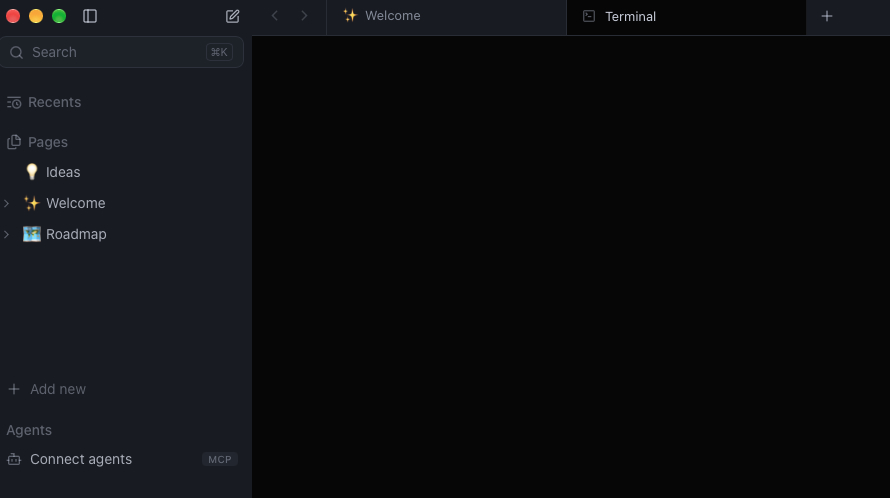 Welcome
Terminal
Search
⌘K
Recents
Pages
Ideas
Welcome
Roadmap
Add new
Agents
Connect agents
MCP